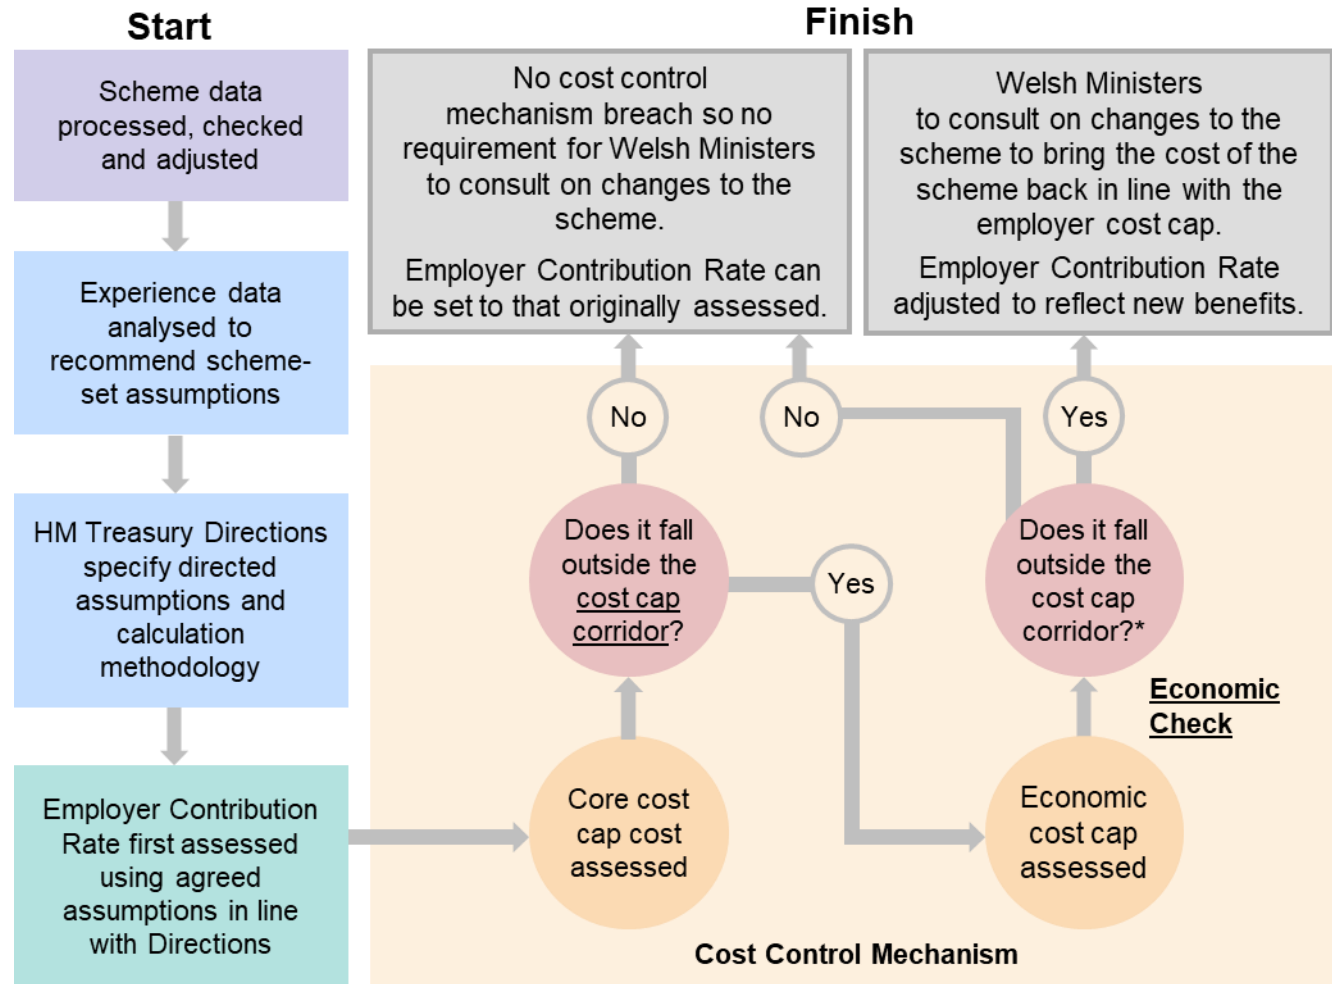 Start
Scheme data
processed, checked
and adjusted
Experience data
analysed to
recommend scheme-
set assumptions
HM Treasury Directions
specify directed
assumptions and
calculation
methodology
Employer Contribution
Rate first assessed
using agreed
assumptions in line
with Directions
Finish
No cost control
mechanism breach so no
requirement for Welsh Ministers
to consult on changes to the
scheme.
Employer Contribution Rate can
be set to that originally assessed.
Welsh Ministers
to consult on changes to the
scheme to bring the cost of the
scheme back in line with the
employer cost cap.
Employer Contribution Rate
adjusted to reflect new benefits.
No
No
Yes
Does it fall
outside the
cost cap
corridor?
Yes
Does it fall
outside the
cost cap
corridor?*
Economic
Check
Core cost
cap cost
assessed
Economic
cost cap
assessed
Cost Control Mechanism